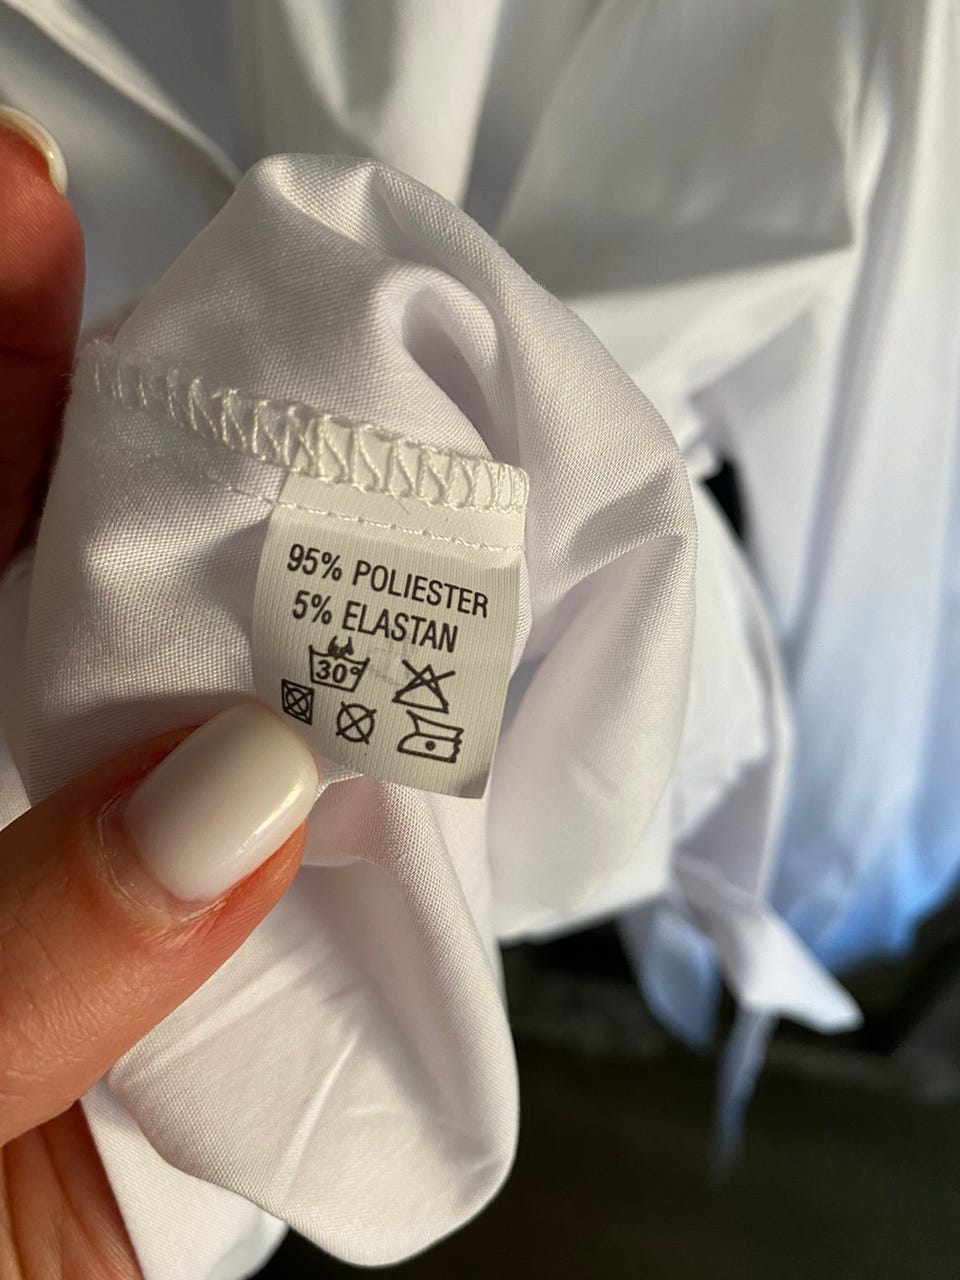 95% POLIESTER
5% ELASTAN
30°